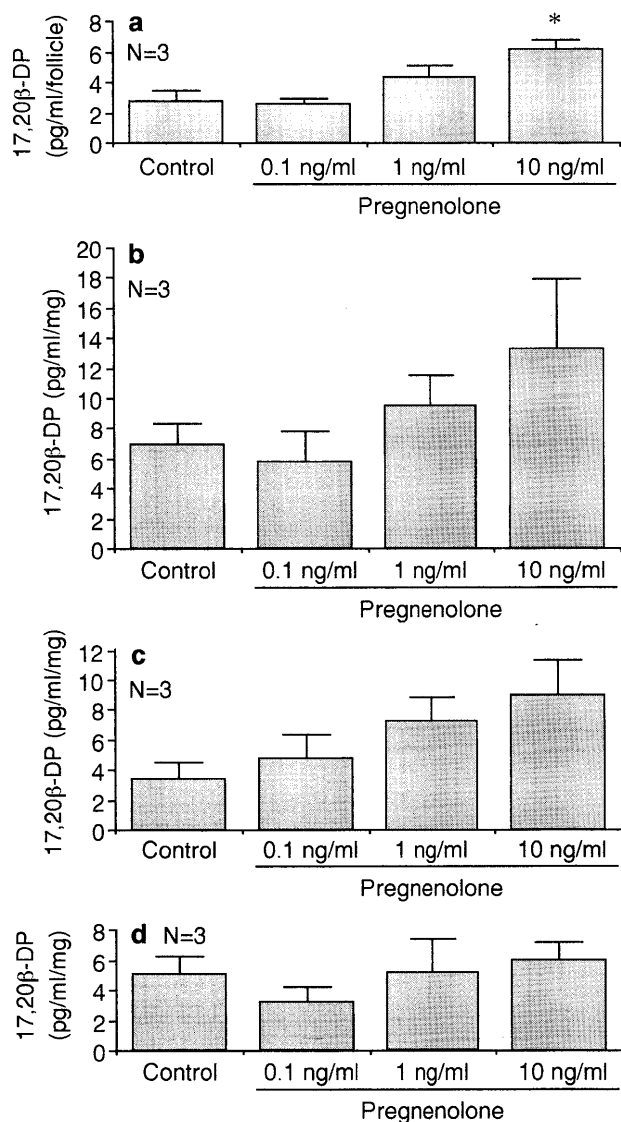 a
N=3
17,20β-DP
(pg/ml/follicle)
8
6
4
2
0
*
Control 0.1 ng/ml 1 ng/ml 10 ng/ml
Pregnenolone
b
N=3
17,20β-DP (pg/ml/mg)
20
18
16
14
12
10
8
6
4
2
0
Control 0.1 ng/ml 1 ng/ml 10 ng/ml
Pregnenolone
c
N=3
17,20β-DP (pg/ml/mg)
12
10
8
6
4
2
0
Control 0.1 ng/ml 1 ng/ml 10 ng/ml
Pregnenolone
d N=3
17,20β-DP
(pg/ml/mg)
8
6
4
2
0
Control 0.1 ng/ml 1 ng/ml 10 ng/ml
Pregnenolone